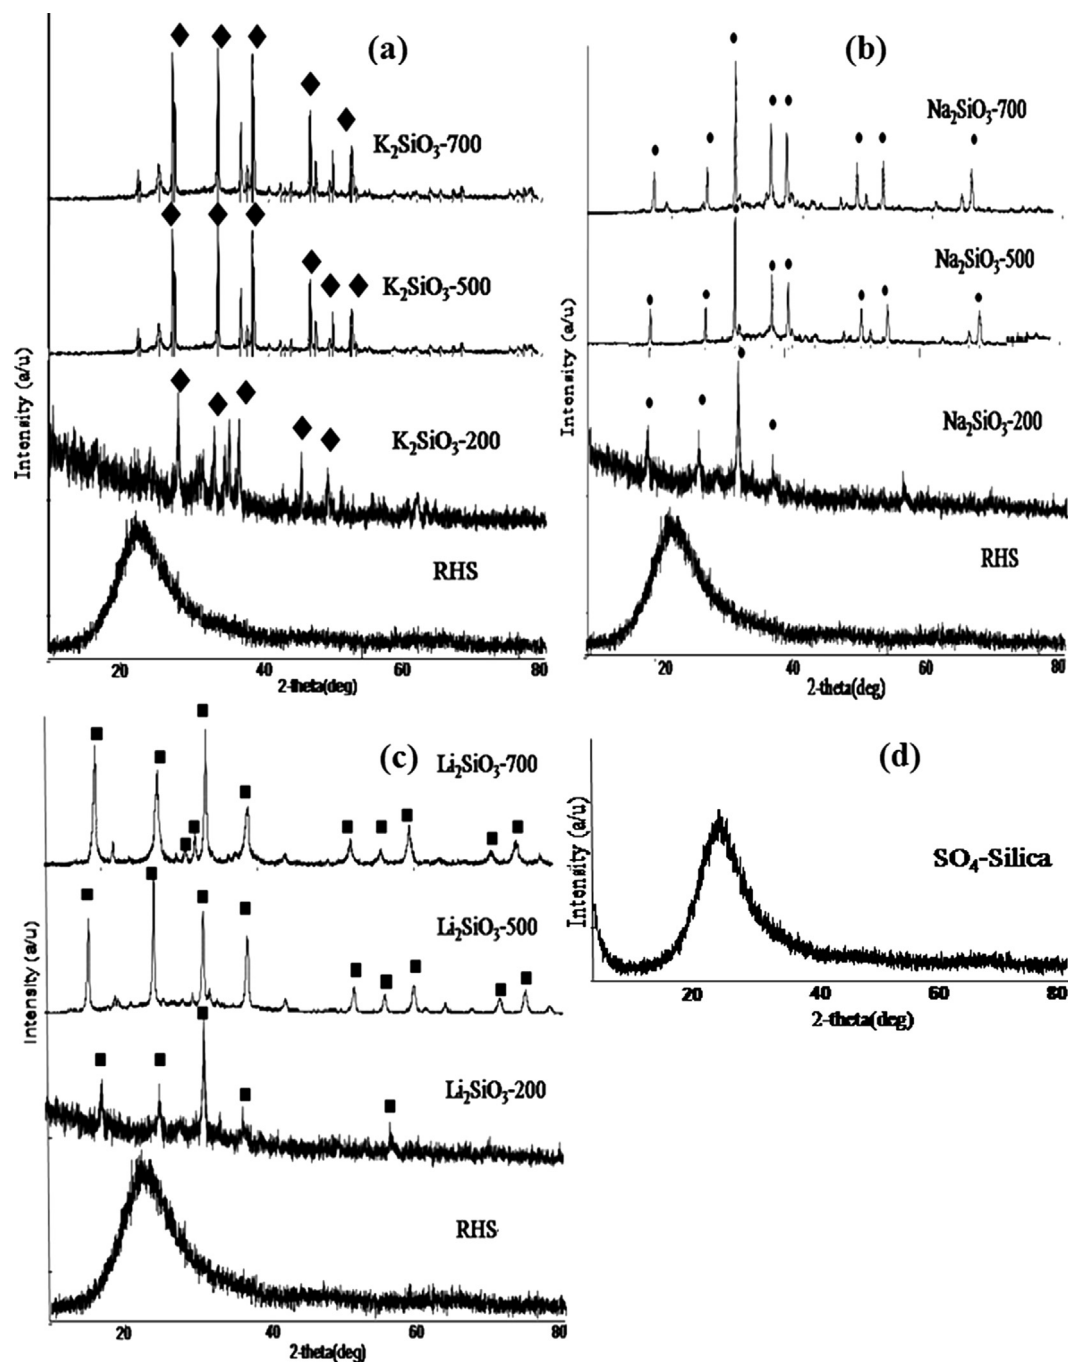 (a)
K₂SiO₃-700
K₂SiO₃-500
K₂SiO₃-200
RHS
Intensity (a/u)
20 40 60 80
2-theta(deg)
(b)
Na₂SiO₃-700
Na₂SiO₃-500
Na₂SiO₃-200
RHS
Intensity (a/u)
20 40 60 80
2-theta(deg)
(c)
Li₂SiO₃-700
Li₂SiO₃-500
Li₂SiO₃-200
RHS
Intensity (a/u)
20 40 60 80
2-theta(deg)
(d)
SO₄-Silica
Intensity (a/u)
20 40 60 80
2-theta(deg)